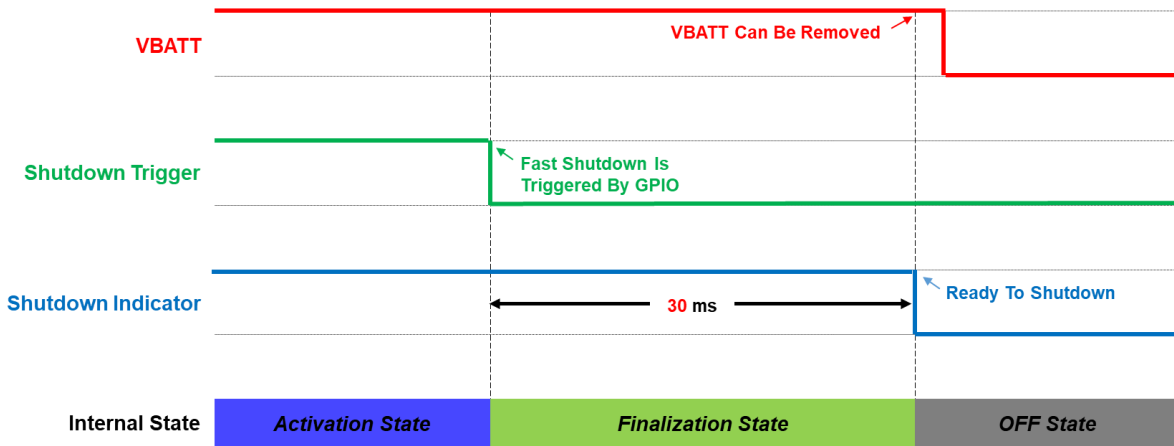 VBATT
VBATT Can Be Removed
Shutdown Trigger
Fast Shutdown Is
Triggered By GPIO
Shutdown Indicator
30 ms
Ready To Shutdown
Internal State
Activation State
Finalization State
OFF State